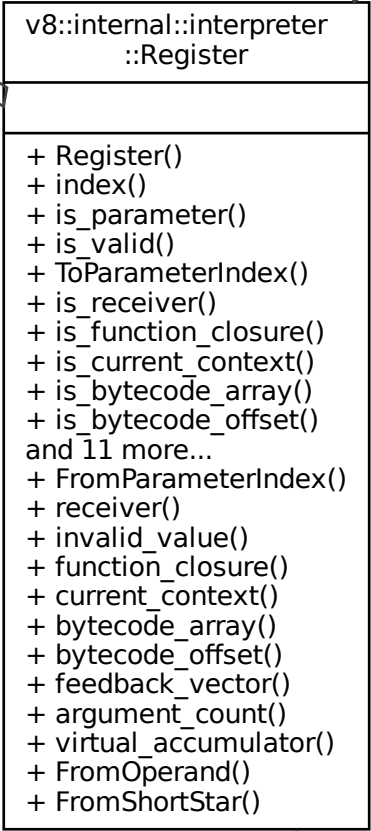 v8::internal::interpreter
::Register
+ Register()
+ index()
+ is_parameter()
+ is_valid()
+ ToParameterIndex()
+ is_receiver()
+ is_function_closure()
+ is_current_context()
+ is_bytecode_array()
+ is_bytecode_offset()
and 11 more...
+ FromParameterIndex()
+ receiver()
+ invalid_value()
+ function_closure()
+ current_context()
+ bytecode_array()
+ bytecode_offset()
+ feedback_vector()
+ argument_count()
+ virtual_accumulator()
+ FromOperand()
+ FromShortStar()